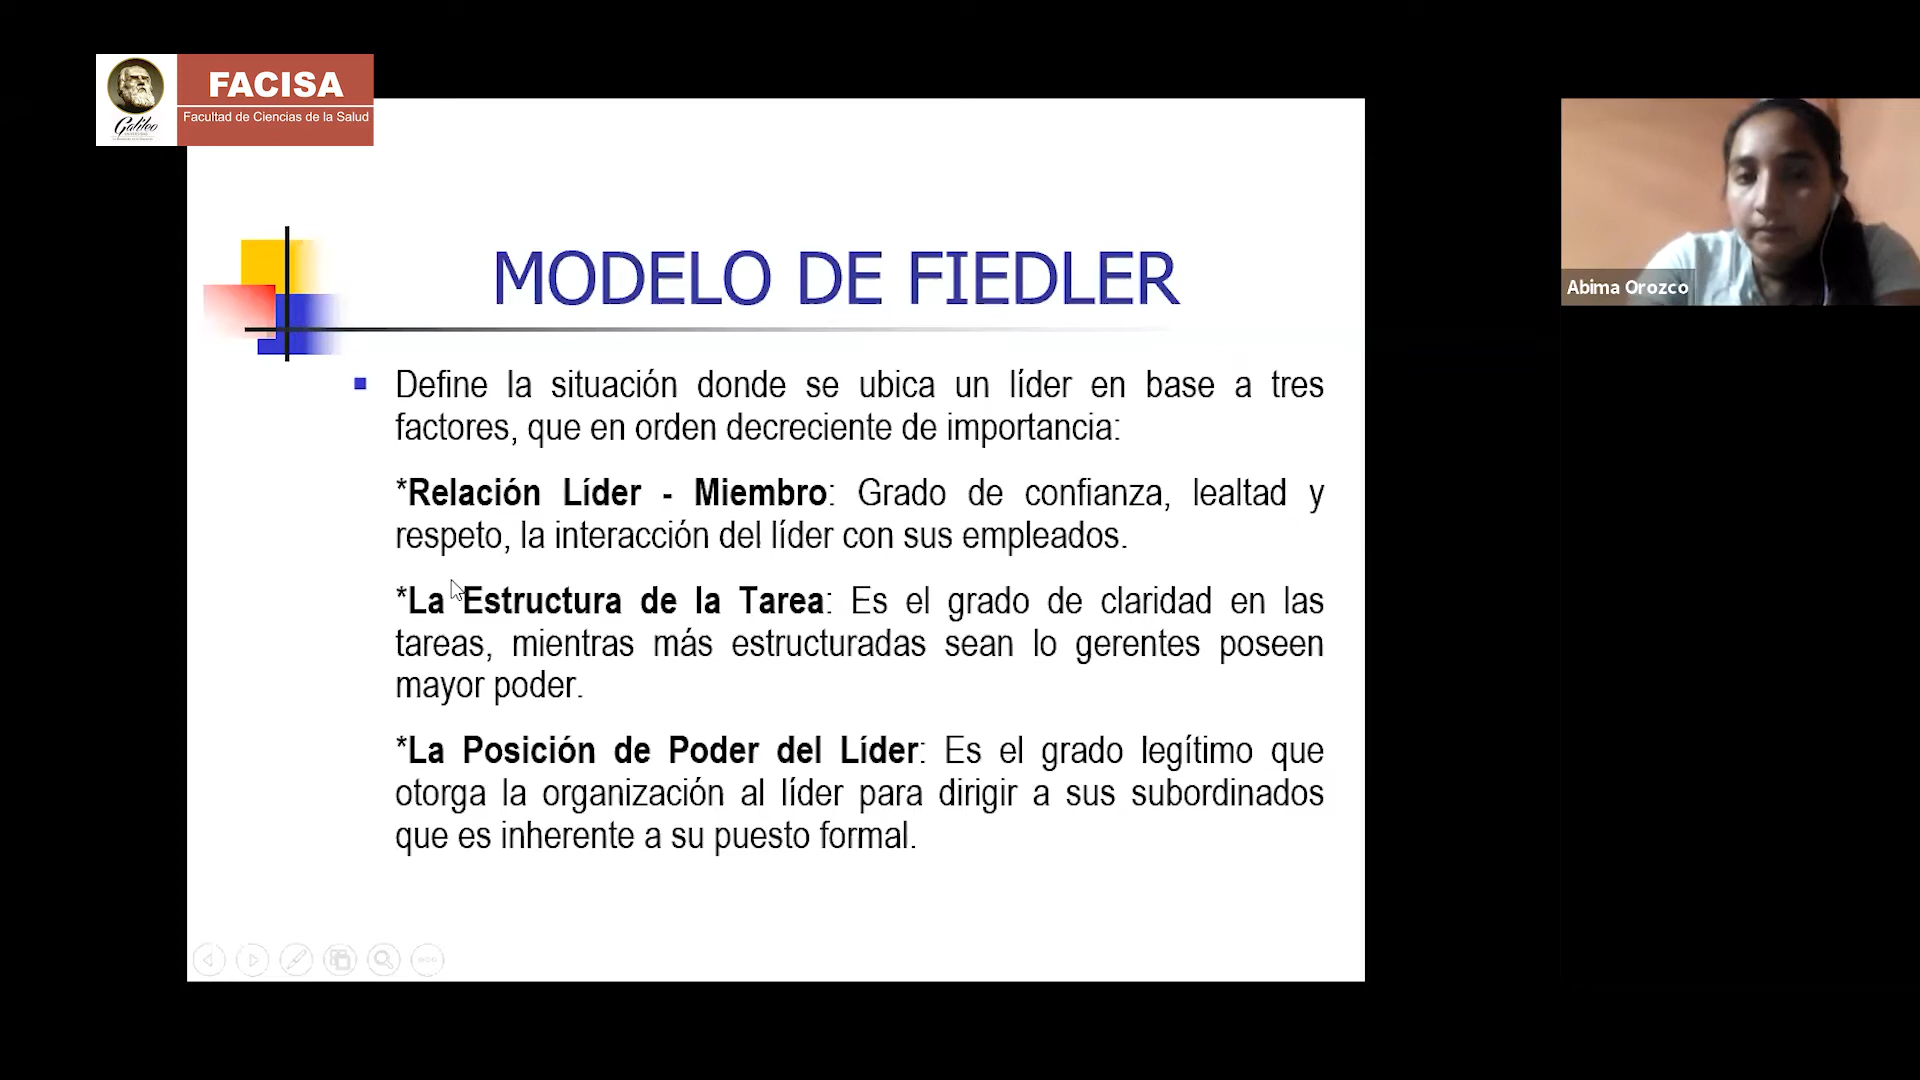 FACISA
Facultad de Ciencias de la Salud
Galileo
MODELO DE FIEDLER
Define la situación donde se ubica un líder en base a tres
factores, que en orden decreciente de importancia:
*Relación Líder - Miembro: Grado de confianza, lealtad y
respeto, la interacción del líder con sus empleados.
*La Estructura de la Tarea: Es el grado de claridad en las
tareas, mientras más estructuradas sean lo gerentes poseen
mayor poder.
*La Posición de Poder del Líder: Es el grado legítimo que
otorga la organización al líder para dirigir a sus subordinados
que es inherente a su puesto formal.
Abima Orozco